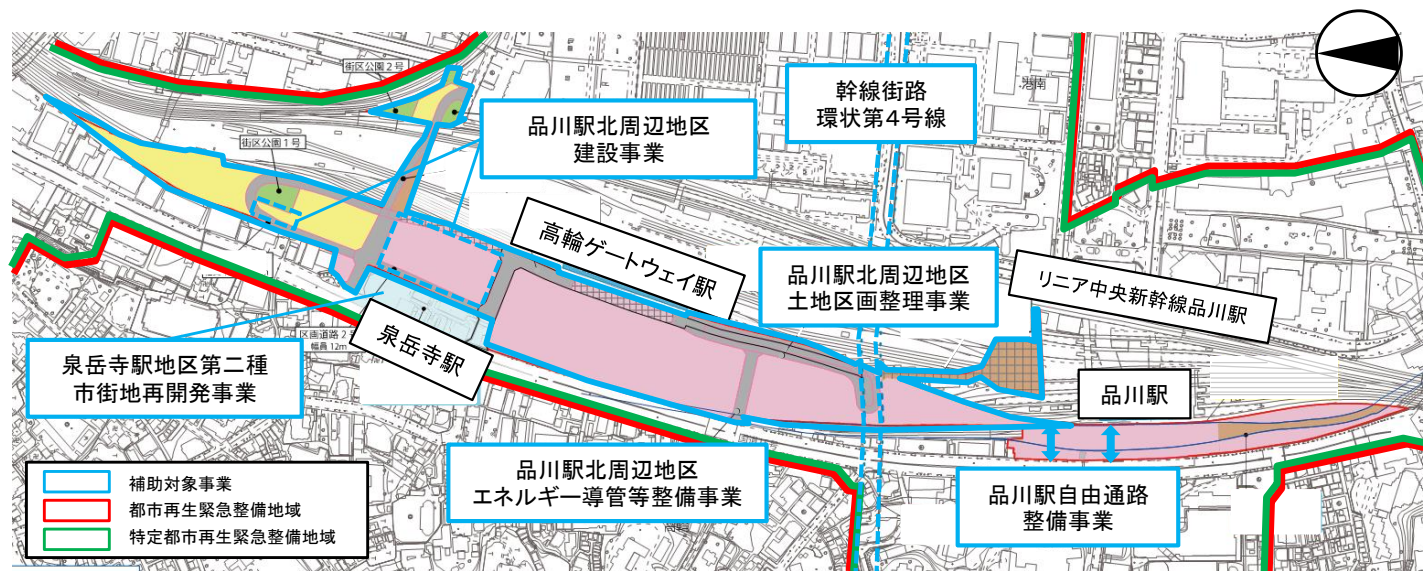 街区公園2号
幹線街路
環状第4号線
港南
品川駅北周辺地区
建設事業
街区公園1号
高輪ゲートウェイ駅
品川駅北周辺地区
土地区画整理事業
リニア中央新幹線品川駅
区画道路2
幅員12m
泉岳寺駅
泉岳寺駅地区第二種
市街地再開発事業
品川駅
品川駅北周辺地区
エネルギー導管等整備事業
品川駅自由通路
整備事業
補助対象事業
都市再生緊急整備地域
特定都市再生緊急整備地域